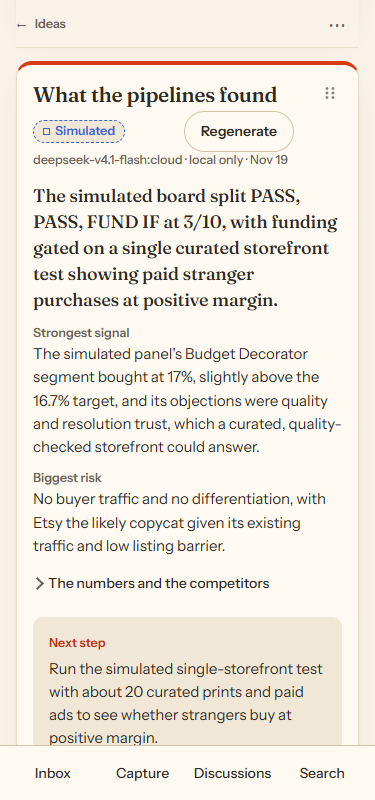 ← Ideas
What the pipelines found
Simulated
Regenerate
deepseek-v4.1-flash:cloud · local only · Nov 19
The simulated board split PASS,
PASS, FUND IF at 3/10, with funding
gated on a single curated storefront
test showing paid stranger
purchases at positive margin.
Strongest signal
The simulated panel's Budget Decorator
segment bought at 17%, slightly above the
16.7% target, and its objections were quality
and resolution trust, which a curated, quality-
checked storefront could answer.
Biggest risk
No buyer traffic and no differentiation, with
Etsy the likely copycat given its existing
traffic and low listing barrier.
The numbers and the competitors
Next step
Run the simulated single-storefront test
with about 20 curated prints and paid
ads to see whether strangers buy at
positive margin.
Inbox
Capture
Discussions
Search